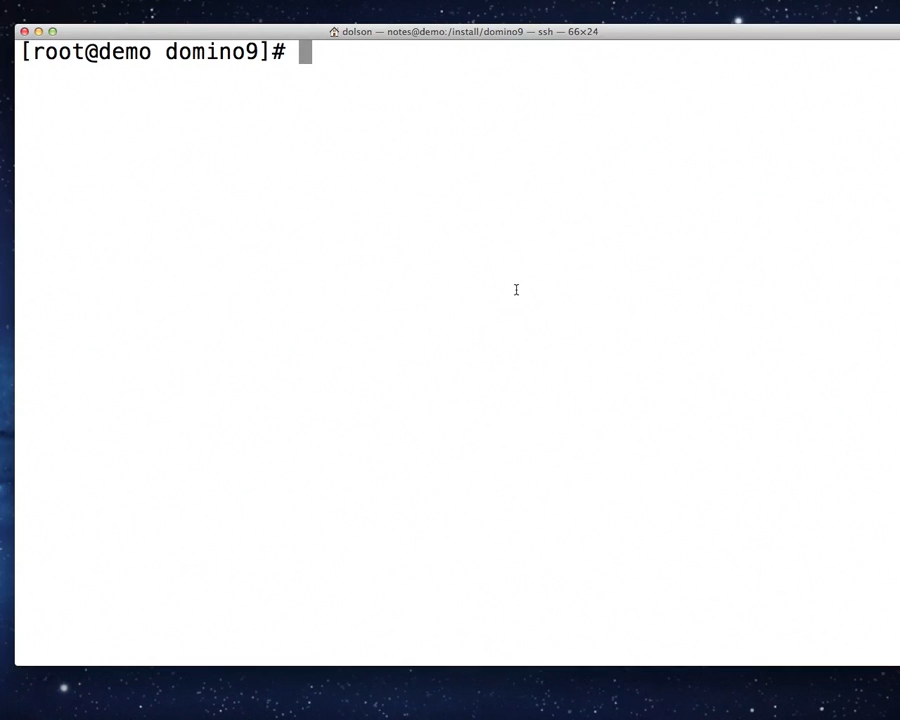 dolson — notes@demo:/install/domino9 — ssh — 66×24
[root@demo domino9]#